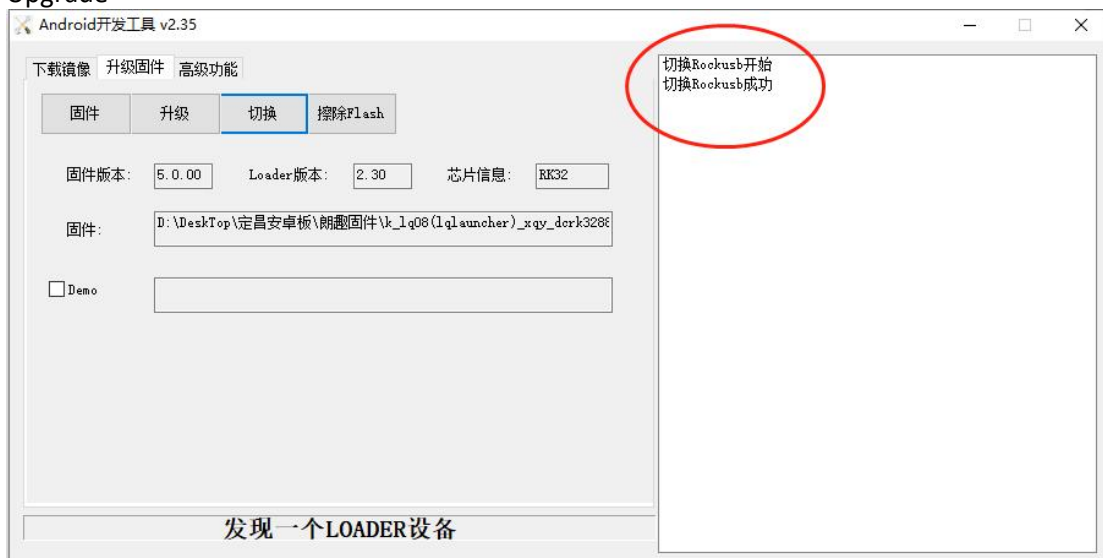 Upgrade
Android开发工具 v2.35
下载镜像 升级固件 高级功能
固件 升级 切换 擦除Flash
固件版本: 5.0.00 Loader版本: 2.30 芯片信息: RK32
固件: D:\DeskTop\定昌安卓板\朗趣固件\k_lq08(lqlauncher)_xqy_dcrk3288
Demo
发现一个LOADER设备
切换Rockusb开始
切换Rockusb成功